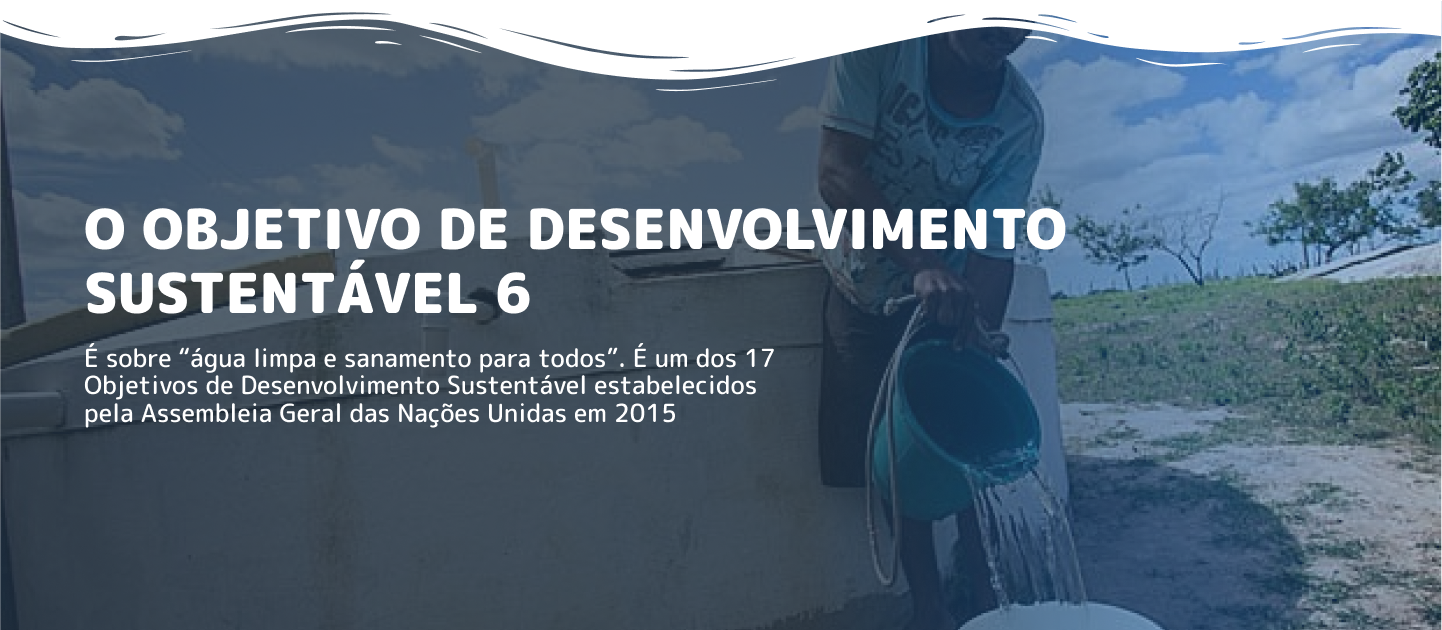 O OBJETIVO DE DESENVOLVIMENTO
SUSTENTÁVEL 6
É sobre “água limpa e sanamento para todos”. É um dos 17
Objetivos de Desenvolvimento Sustentável estabelecidos
pela Assembleia Geral das Nações Unidas em 2015